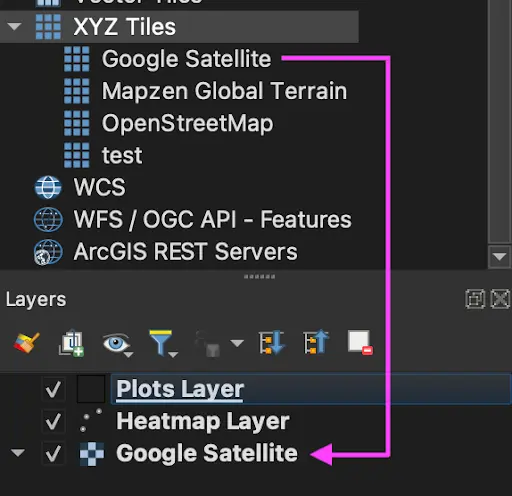 Vector Tiles
XYZ Tiles
Google Satellite
Mapzen Global Terrain
OpenStreetMap
test
WCS
WFS / OGC API - Features
ArcGIS REST Servers
Layers
Plots Layer
Heatmap Layer
Google Satellite